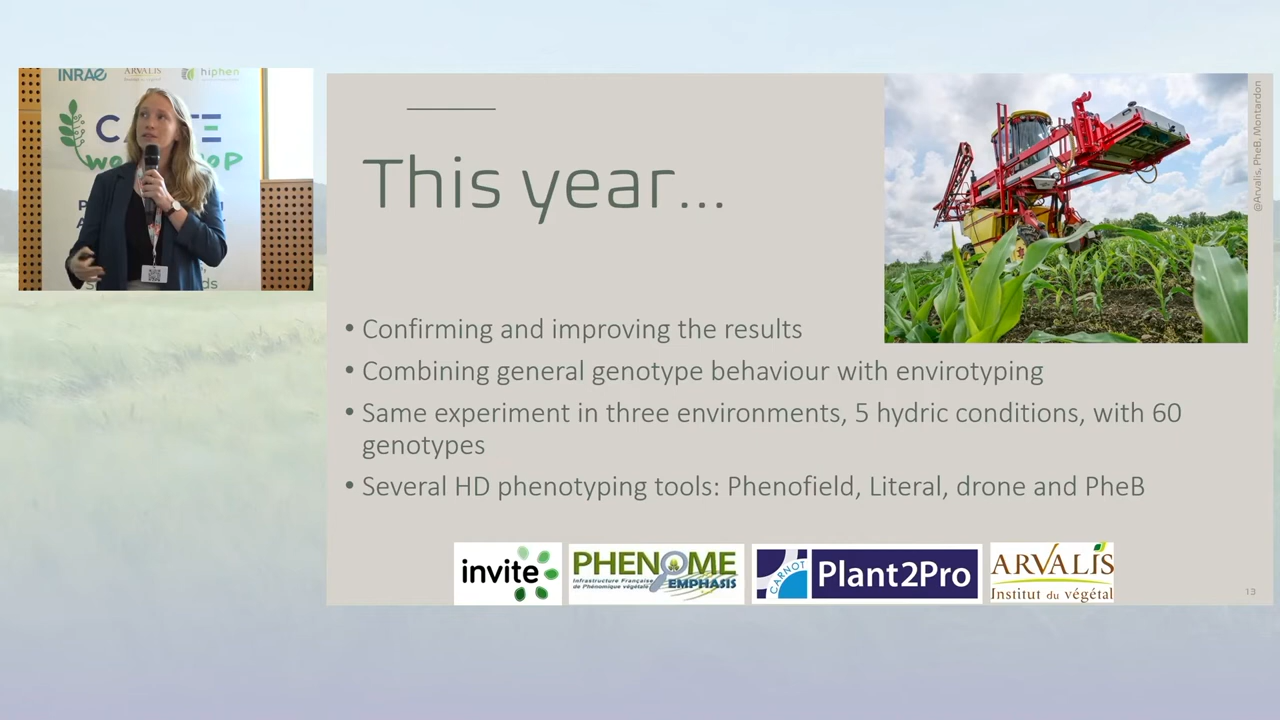 INRAE
ARVALIS
hiphen
WORKSHOP
This year...
@Arvalis, PheB, Montardon
• Confirming and improving the results
• Combining general genotype behaviour with envirotyping
• Same experiment in three environments, 5 hydric conditions, with 60
genotypes
• Several HD phenotyping tools: Phenofield, Literal, drone and PheB
invite
PHENOME
EMPHASIS
Infrastructure Française
de Phénomique végétale
CARNOT
Plant2Pro
ARVALIS
Institut du végétal
13